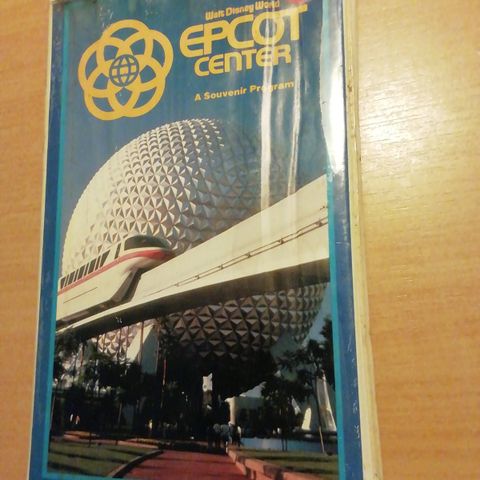 Walt Disney World
EPCOT
CENTER
A Souvenir Program